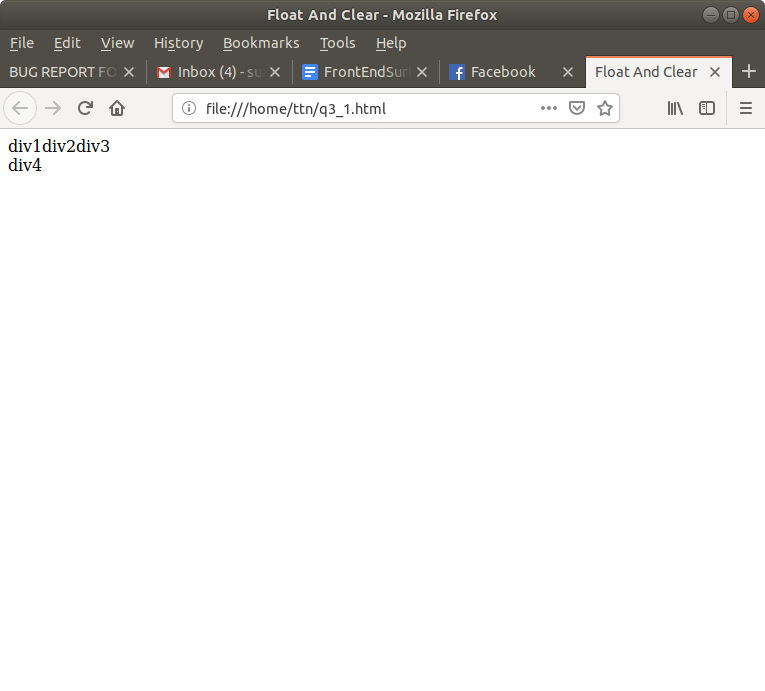 Float And Clear - Mozilla Firefox
File Edit View History Bookmarks Tools Help
BUG REPORT FO Inbox (4) - su FrontEndSur Facebook Float And Clear
file:///home/ttn/q3_1.html
div1div2div3
div4